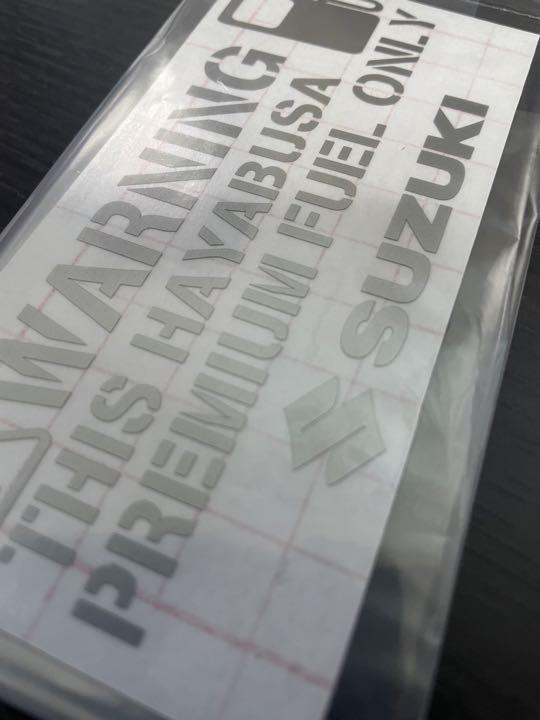 WARNING
THIS HAYABUSA
PREMIUM FUEL ONLY
SUZUKI